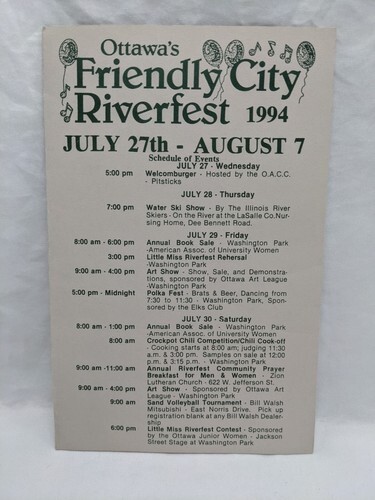 Ottawa's
Friendly City
Riverfest 1994
JULY 27th - AUGUST 7
Schedule of Events
JULY 27 - Wednesday
5:00 pm Welcomburger - Hosted by the O.A.C.C.
- Pitsticks
JULY 28 - Thursday
7:00 pm Water Ski Show - By The Illinois River
Skiers - On the River at the LaSalle Co. Nur-
sing Home, Dee Bennett Road.
JULY 29 - Friday
8:00 am - 6:00 pm Annual Book Sale - Washington Park
-American Assoc. of University Women
3:00 pm Little Miss Riverfest Rehersal
-Washington Park
9:00 am - 4:00 pm Art Show - Show, Sale, and Demonstra-
tions, sponsored by Ottawa Art League
-Washington Park
5:00 pm - Midnight Polka Fest - Brats & Beer, Dancing from
7:30 to 11:30 - Washington Park, Spon-
sored by the Elks Club
JULY 30 - Saturday
8:00 am - 1:00 pm Annual Book Sale - Washington Park
-American Assoc. of University Women
8:00 am Crockpot Chili Competition/Chili Cook-off
- Cooking starts at 8:00 am; judging 11:30
a.m. & 3:00 pm. Samples on sale at 12:00
p.m. & 3:15 p.m. - Washington Park
9:00 am -11:00 am Annual Riverfest Community Prayer
Breakfast for Men & Women - Zion
Lutheran Church - 622 W. Jefferson St.
9:00 am - 4:00 pm Art Show - Sponsored by Ottawa Art
League - Washington Park
9:00 am Sand Volleyball Tournament - Bill Walsh
Mitsubishi - East Norris Drive. Pick up
registration blank at any Bill Walsh Dealer-
ship
6:00 pm Little Miss Riverfest Contest - Sponsored
by the Ottawa Junior Women - Jackson
Street Stage at Washington Park